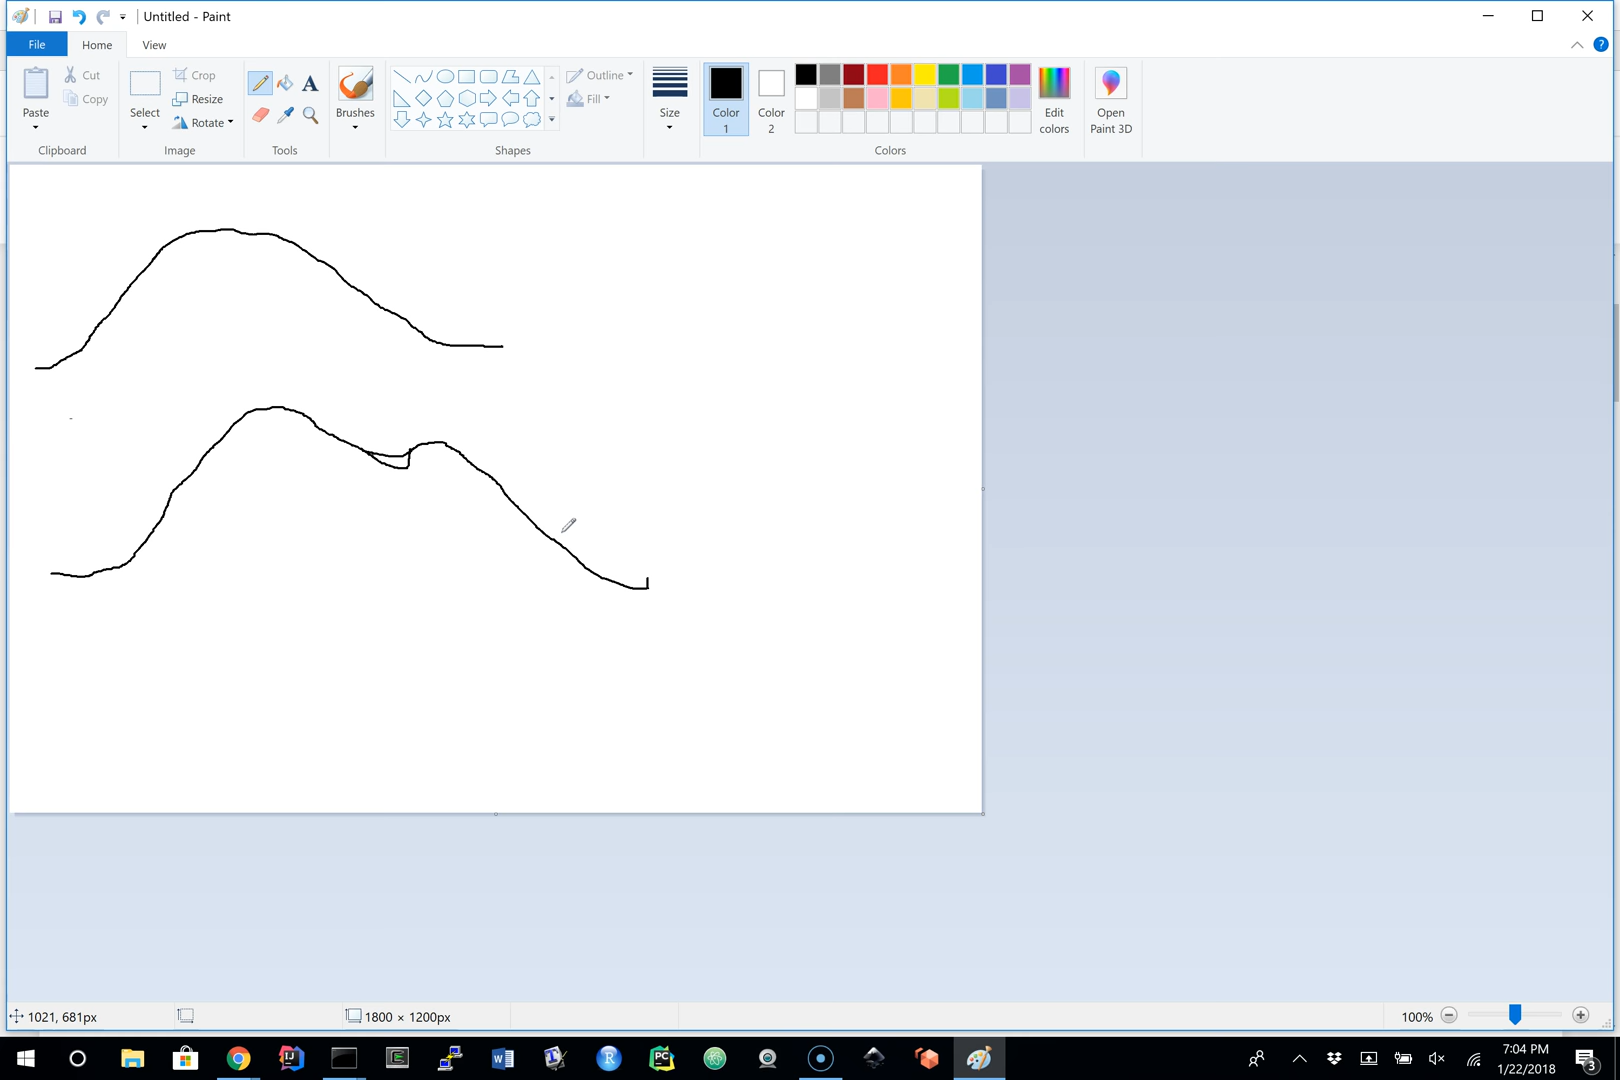 Untitled - Paint
File Home View
Paste
Cut
Copy
Clipboard
Select
Crop
Resize
Rotate
Image
A
Tools
Brushes
Outline
Fill
Shapes
Size
Color 1
Color 2
Edit colors
Open Paint 3D
Colors
1021, 681px
1800 × 1200px
100%
7:04 PM
1/22/2018
3